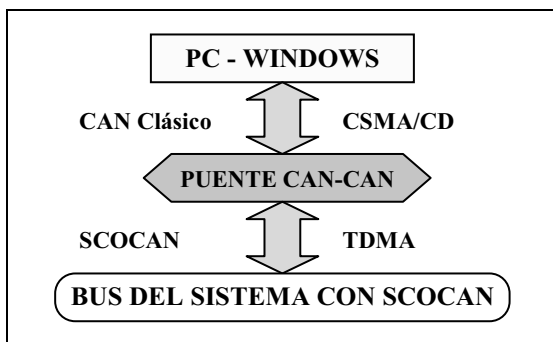 PC - WINDOWS
CAN Clásico CSMA/CD
PUENTE CAN-CAN
SCOCAN TDMA
BUS DEL SISTEMA CON SCOCAN